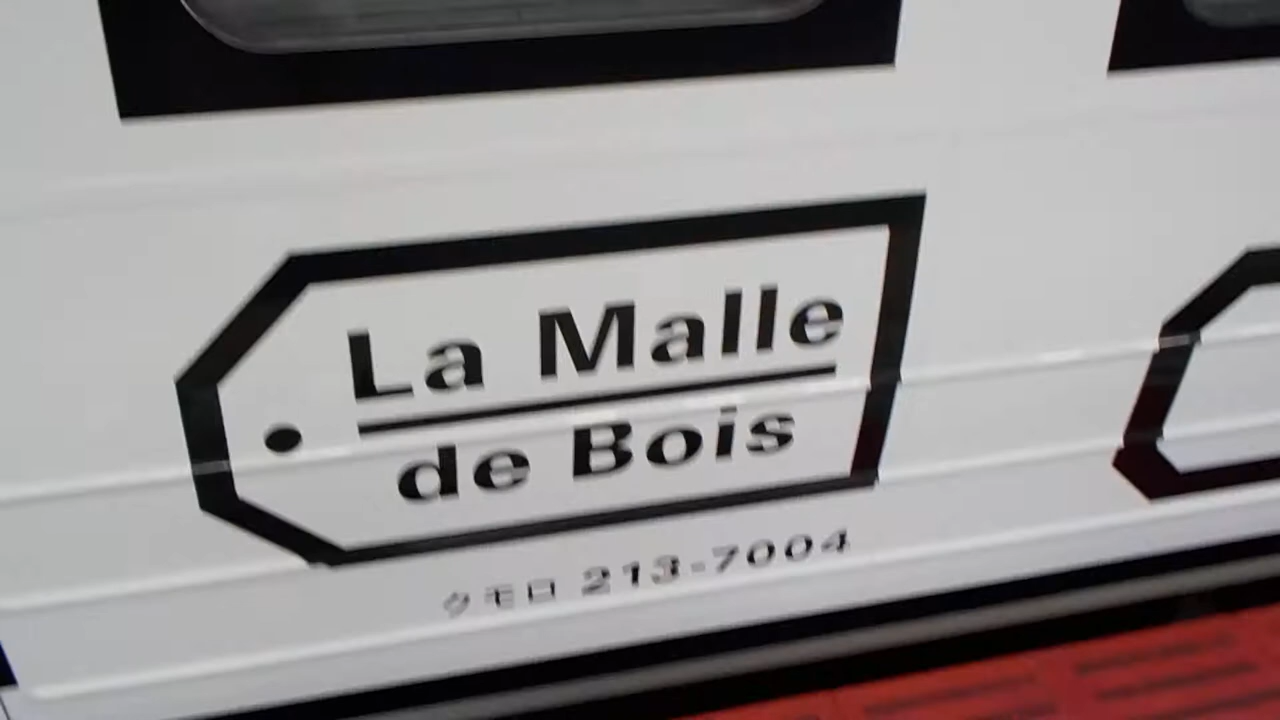 La Malle
de Bois
クモロ 213-7004